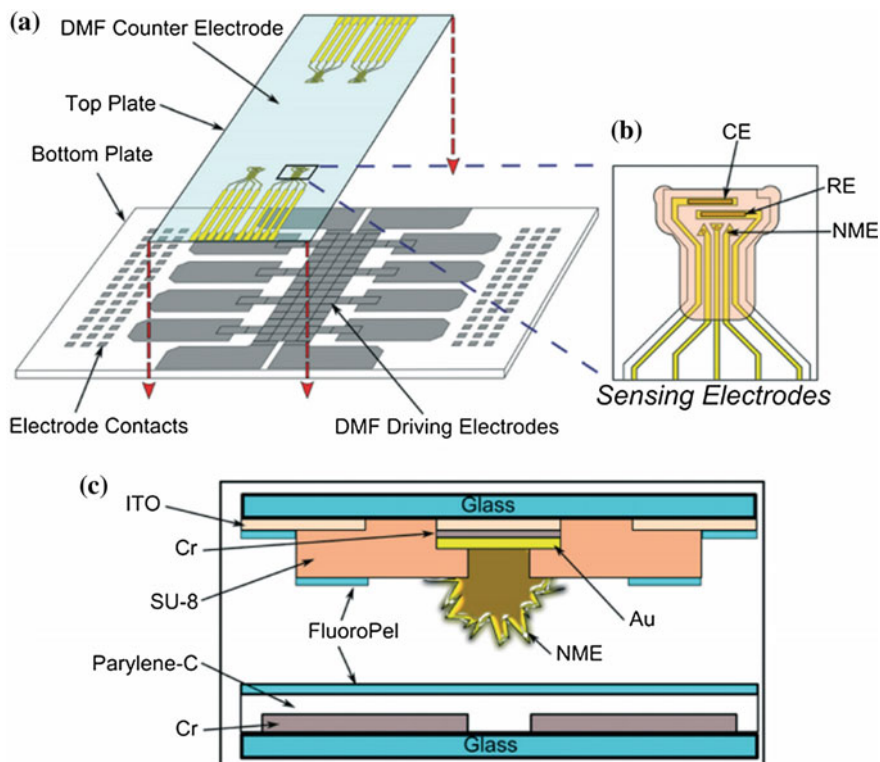 (a)
DMF Counter Electrode
Top Plate
Bottom Plate
Electrode Contacts
DMF Driving Electrodes
(b)
CE
RE
NME
Sensing Electrodes
(c)
Glass
ITO
Cr
SU-8
Au
FluoroPel
NME
Parylene-C
Cr
Glass